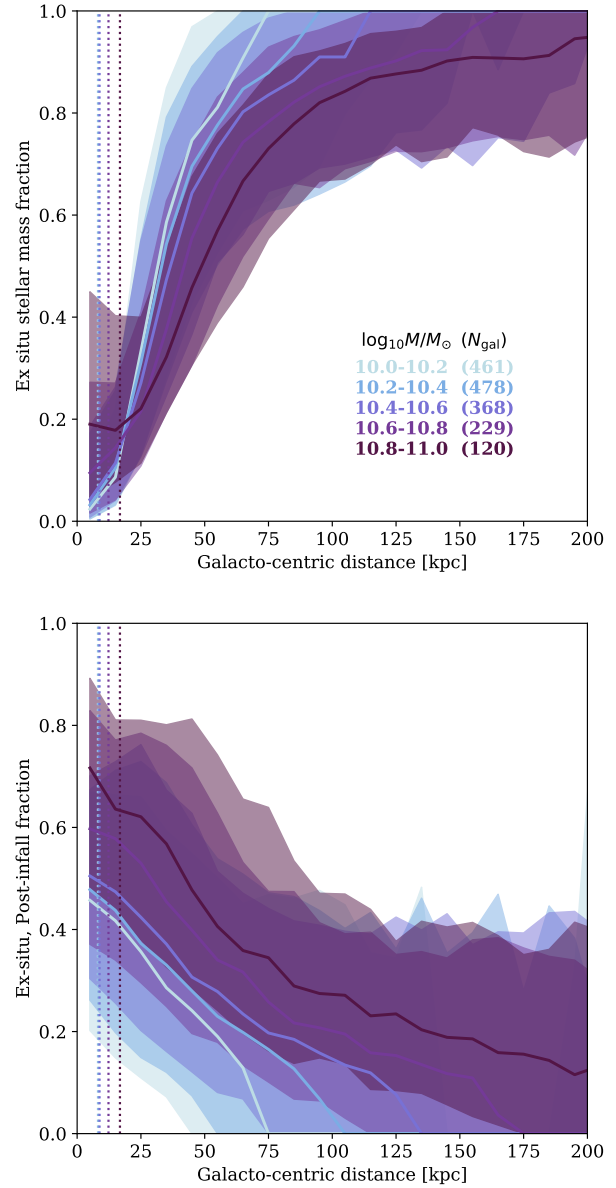 1.0
0.8
0.6
0.4
0.2
0.0
Ex situ stellar mass fraction
log₁₀M/M⊙ (Ngal)
10.0-10.2 (461)
10.2-10.4 (478)
10.4-10.6 (368)
10.6-10.8 (229)
10.8-11.0 (120)
0 25 50 75 100 125 150 175 200
Galacto-centric distance [kpc]
1.0
0.8
0.6
0.4
0.2
0.0
Ex-situ, Post-infall fraction
0 25 50 75 100 125 150 175 200
Galacto-centric distance [kpc]